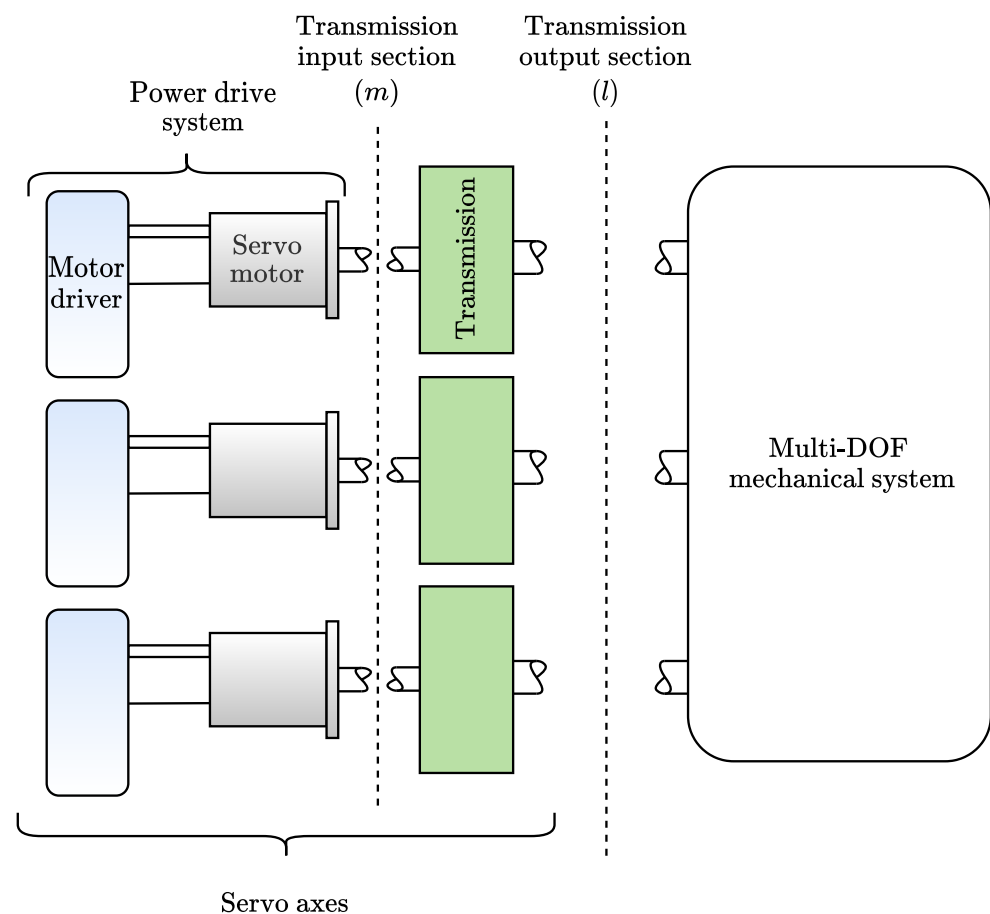 Transmission
input section
(m)
Transmission
output section
(l)
Power drive
system
Motor
driver
Servo
motor
Transmission
Multi-DOF
mechanical system
Servo axes